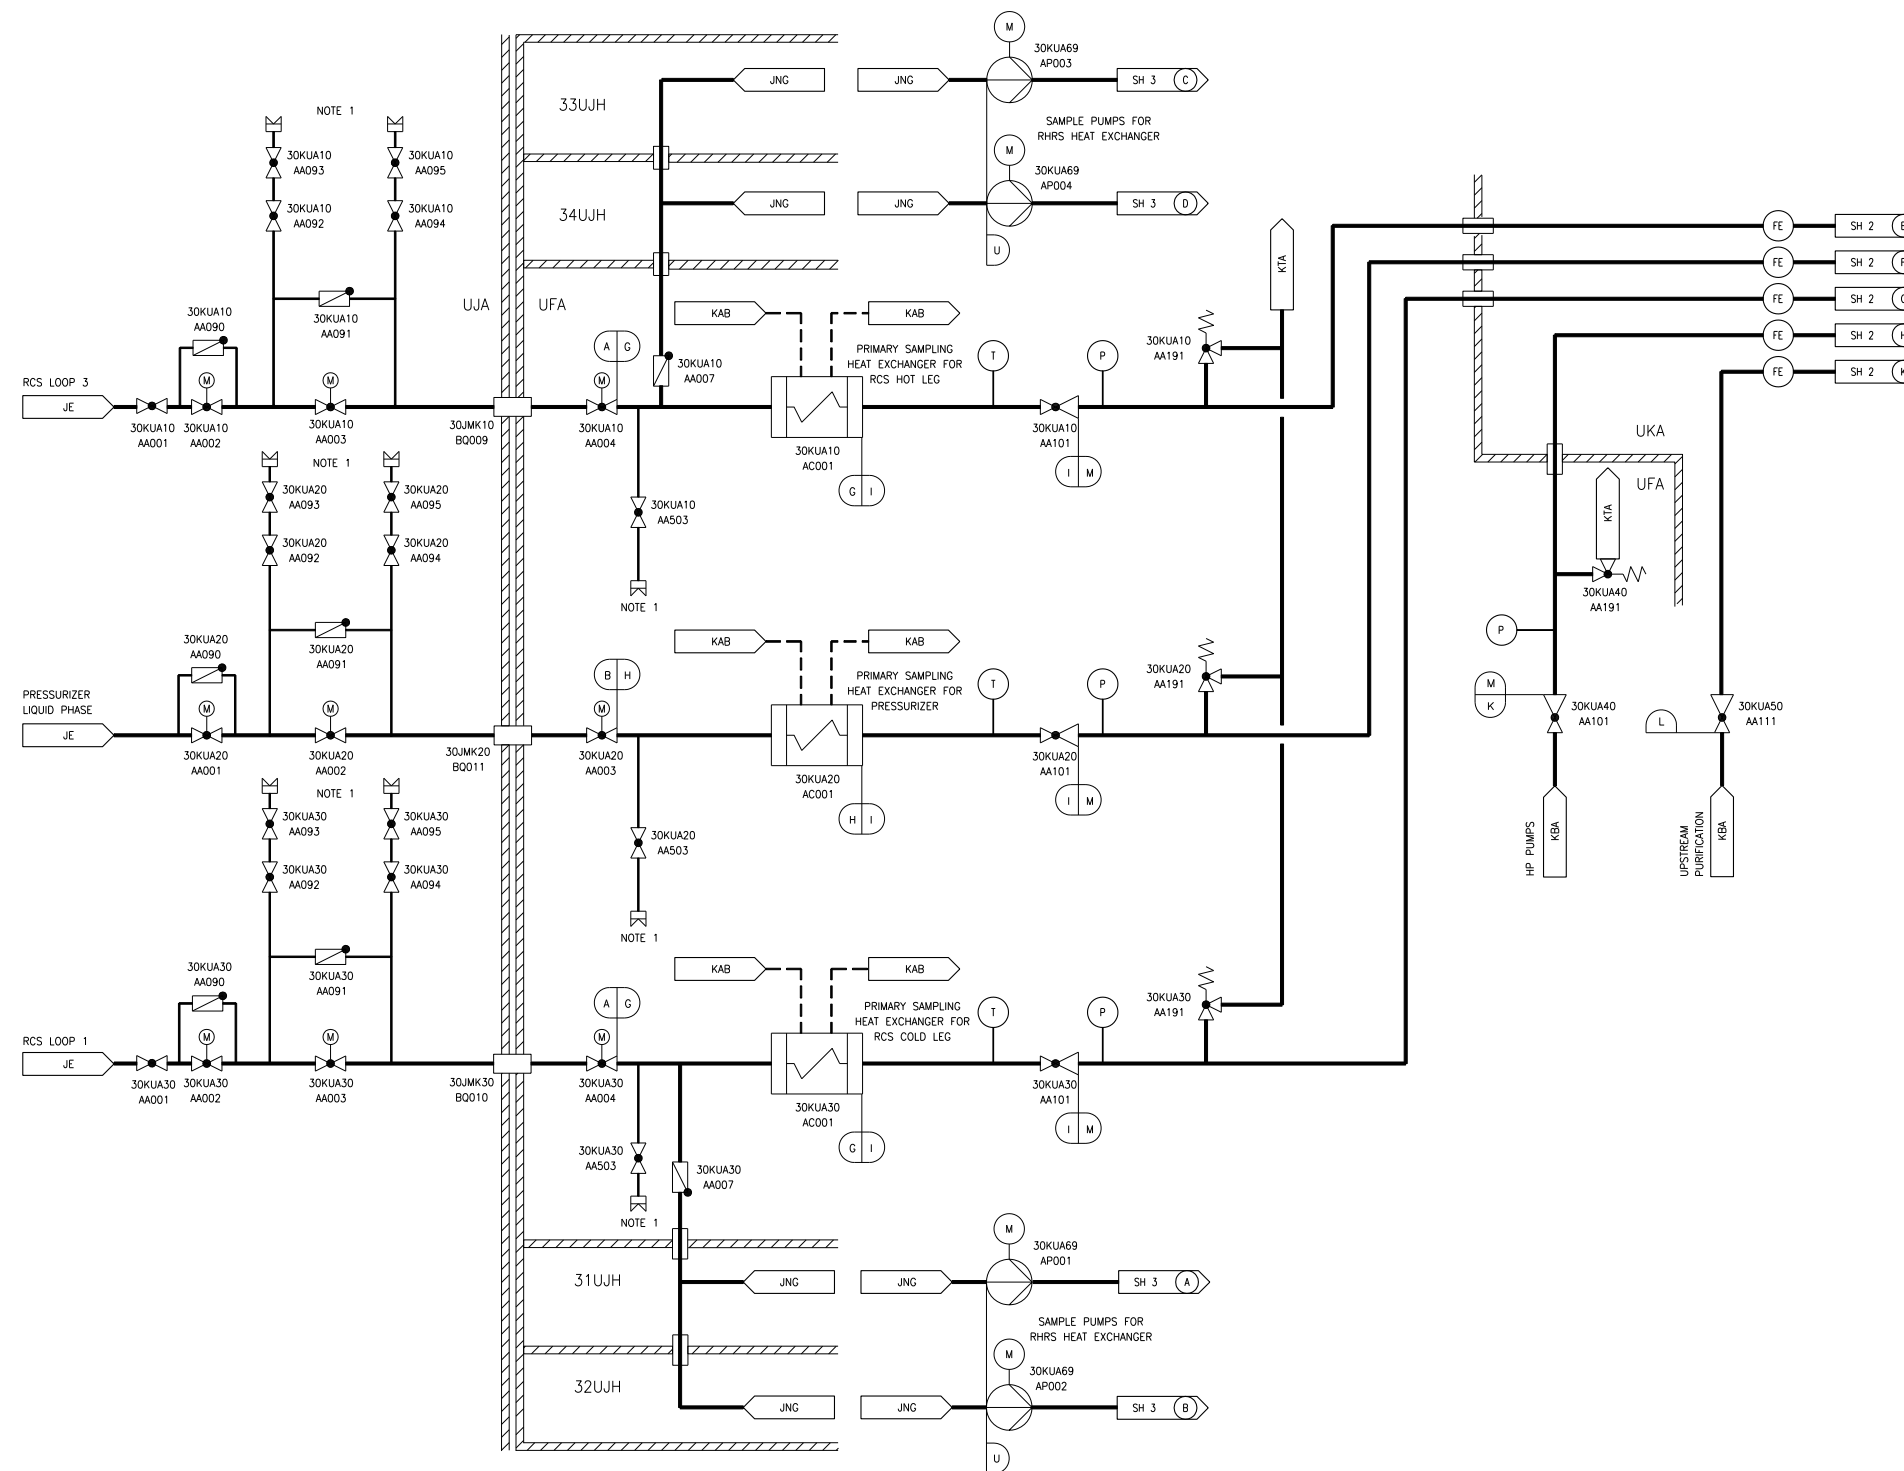 M
30KUA69
AP003
JNG
JNG
SH 3
C
33UJH
SAMPLE PUMPS FOR
RHRS HEAT EXCHANGER
NOTE 1
30KUA10
AA093
30KUA10
AA095
M
30KUA69
AP004
JNG
JNG
SH 3
D
30KUA10
AA092
30KUA10
AA094
34UJH
U
KTA
FE
SH 2
FE
SH 2
FE
SH 2
FE
SH 2
FE
SH 2
UJA
UFA
30KUA10
AA090
30KUA10
AA091
KAB
KAB
A
G
30KUA10
AA007
PRIMARY SAMPLING
HEAT EXCHANGER FOR
RCS HOT LEG
T
P
30KUA10
AA191
RCS LOOP 3
JE
M
M
M
30KUA10
AA001
30KUA10
AA002
30KUA10
AA003
30JMK10
BQ009
30KUA10
AA004
30KUA10
AC001
30KUA10
AA101
G
I
I
M
UKA
UFA
NOTE 1
30KUA20
AA093
30KUA20
AA095
30KUA10
AA503
KTA
30KUA20
AA092
30KUA20
AA094
30KUA40
AA191
NOTE 1
P
30KUA20
AA090
30KUA20
AA091
KAB
KAB
B
H
PRIMARY SAMPLING
HEAT EXCHANGER FOR
PRESSURIZER
T
P
30KUA20
AA191
M
K
30KUA40
AA101
L
30KUA50
AA111
PRESSURIZER
LIQUID PHASE
JE
M
M
M
30KUA20
AA001
30KUA20
AA002
30JMK20
BQ011
30KUA20
AA003
30KUA20
AC001
30KUA20
AA101
H
I
I
M
HP PUMPS
KBA
UPSTREAM
PURIFICATION
KBA
NOTE 1
30KUA30
AA093
30KUA30
AA095
30KUA20
AA503
30KUA30
AA092
30KUA30
AA094
NOTE 1
30KUA30
AA090
30KUA30
AA091
KAB
KAB
A
G
PRIMARY SAMPLING
HEAT EXCHANGER FOR
RCS COLD LEG
T
P
30KUA30
AA191
RCS LOOP 1
JE
M
M
M
30KUA30
AA001
30KUA30
AA002
30KUA30
AA003
30JMK30
BQ010
30KUA30
AA004
30KUA30
AC001
30KUA30
AA101
G
I
I
M
30KUA30
AA503
30KUA30
AA007
NOTE 1
M
30KUA69
AP001
31UJH
JNG
JNG
SH 3
A
SAMPLE PUMPS FOR
RHRS HEAT EXCHANGER
M
30KUA69
AP002
32UJH
JNG
JNG
SH 3
B
U